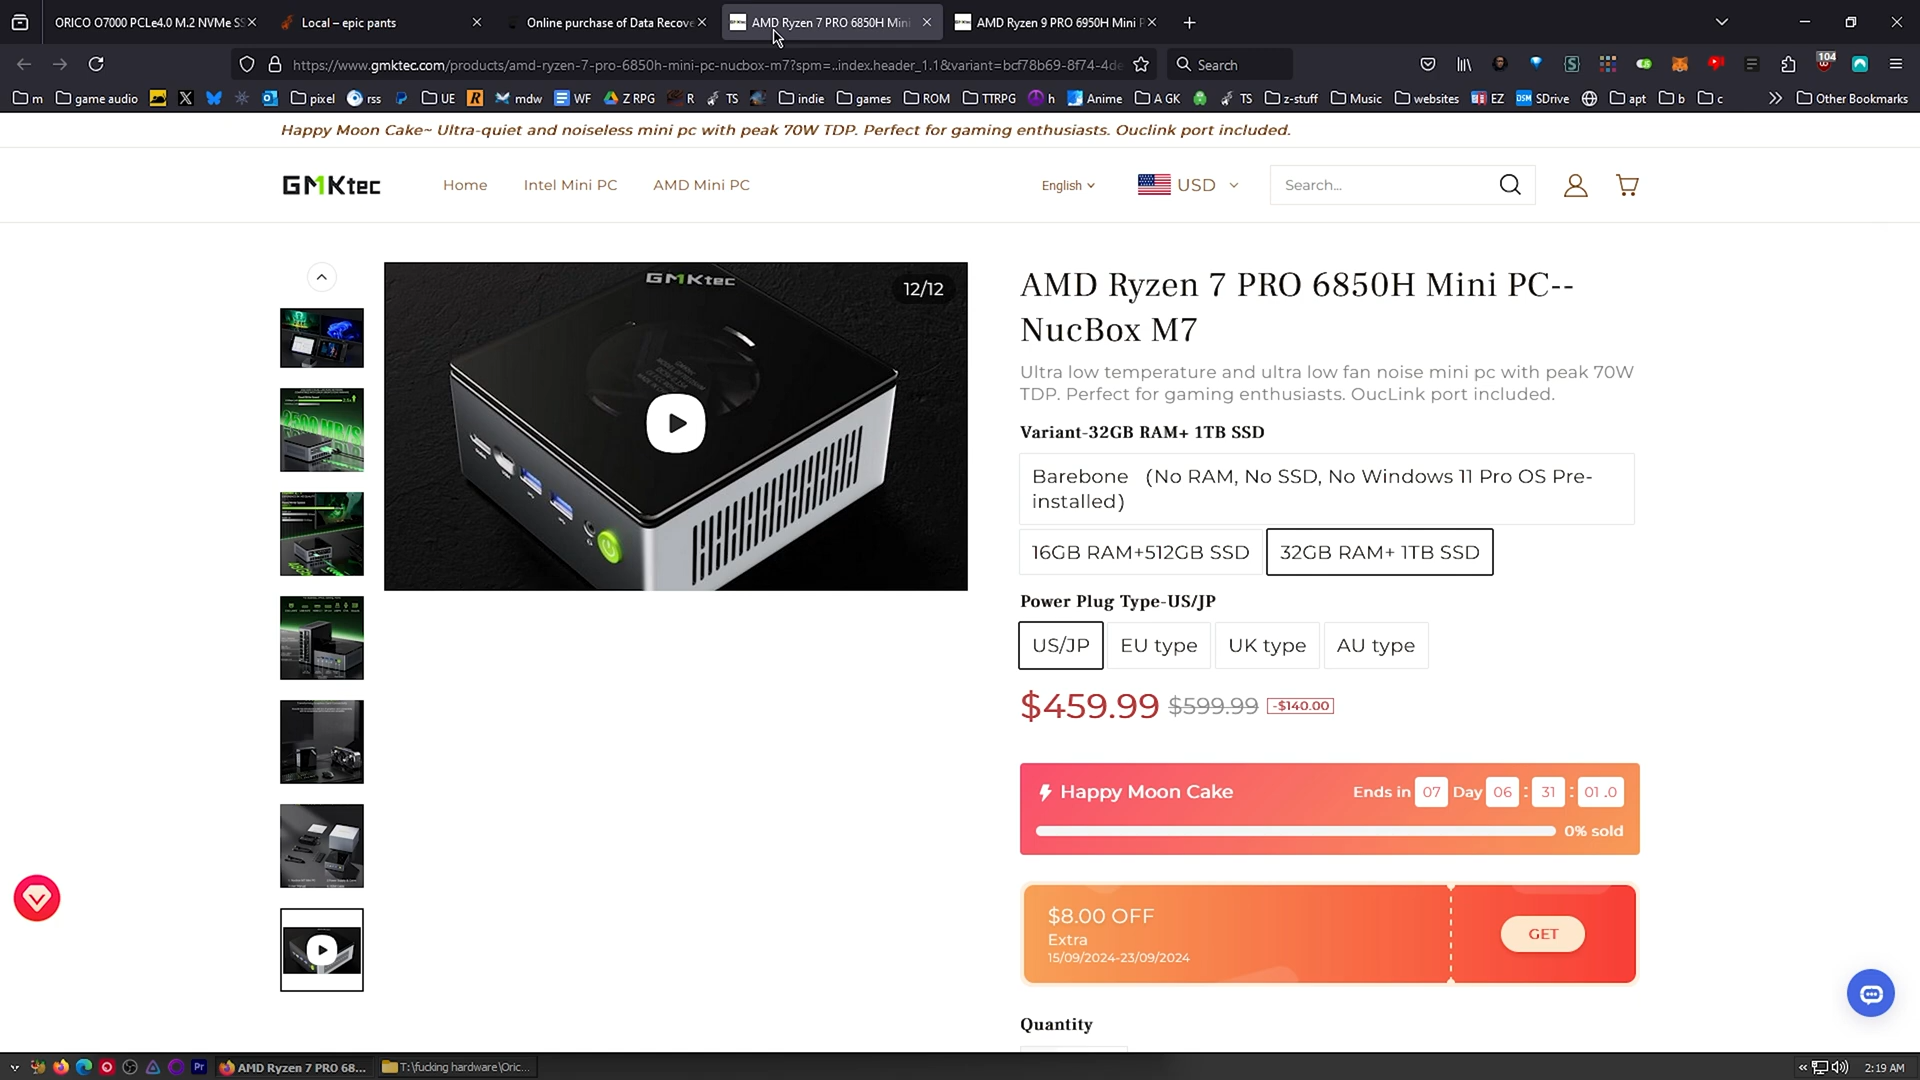 ORICO O7000 PCLe4.0 M.2 NVMe SS
Local – epic pants
Online purchase of Data Recove
AMD Ryzen 7 PRO 6850H Mini
AMD Ryzen 9 PRO 6950H Mini P
https://www.gmktec.com/products/amd-ryzen-7-pro-6850h-mini-pc-nucbox-m7?spm=..index.header_1.1&variant=bcf78b69-8f74-4de
Search
104
m
game audio
pixel
rss
UE
mdw
WF
Z RPG
R
TS
indie
games
ROM
TTRPG
h
Anime
A GK
TS
z-stuff
Music
websites
EZ
SDrive
apt
b
c
Other Bookmarks
Happy Moon Cake~ Ultra-quiet and noiseless mini pc with peak 70W TDP. Perfect for gaming enthusiasts. Ouclink port included.
GMKtec
Home
Intel Mini PC
AMD Mini PC
English
USD
Search...
GMKtec
12/12
AMD Ryzen 7 PRO 6850H Mini PC--
NucBox M7
Ultra low temperature and ultra low fan noise mini pc with peak 70W
TDP. Perfect for gaming enthusiasts. OucLink port included.
Variant-32GB RAM+ 1TB SSD
Barebone （No RAM, No SSD, No Windows 11 Pro OS Pre-
installed）
16GB RAM+512GB SSD
32GB RAM+ 1TB SSD
Power Plug Type-US/JP
US/JP
EU type
UK type
AU type
$459.99 $599.99 -$140.00
Happy Moon Cake
Ends in 07 Day 06 : 31 : 01 .0
0% sold
$8.00 OFF
Extra
15/09/2024-23/09/2024
GET
Quantity
AMD Ryzen 7 PRO 68...
T:\fucking hardware\Oric...
2:19 AM